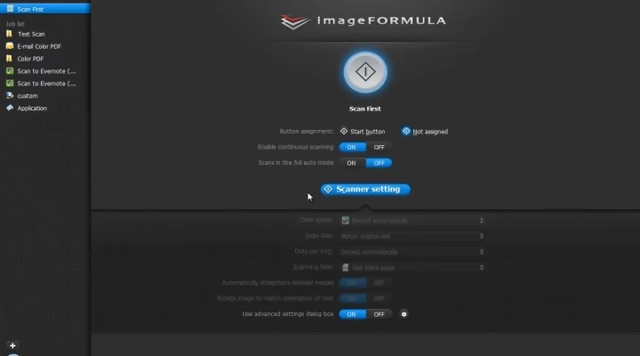 Scan First
Job list
Test Scan
E-mail Color PDF
Color PDF
Scan to Evernote (...
Scan to Evernote (...
custom
Application
imageFORMULA
Scan First
Button assignment: Start button Not assigned
Enable continuous scanning ON OFF
Scans in the full auto mode ON OFF
Scanner setting
Color Mode: Detect automatically
Page Size: Match original size
Dots per inch: Detect automatically
Scanning Side: Skip blank page
Automatically straighten skewed images ON OFF
Rotate image to match orientation of text ON OFF
Use advanced settings dialog box ON OFF